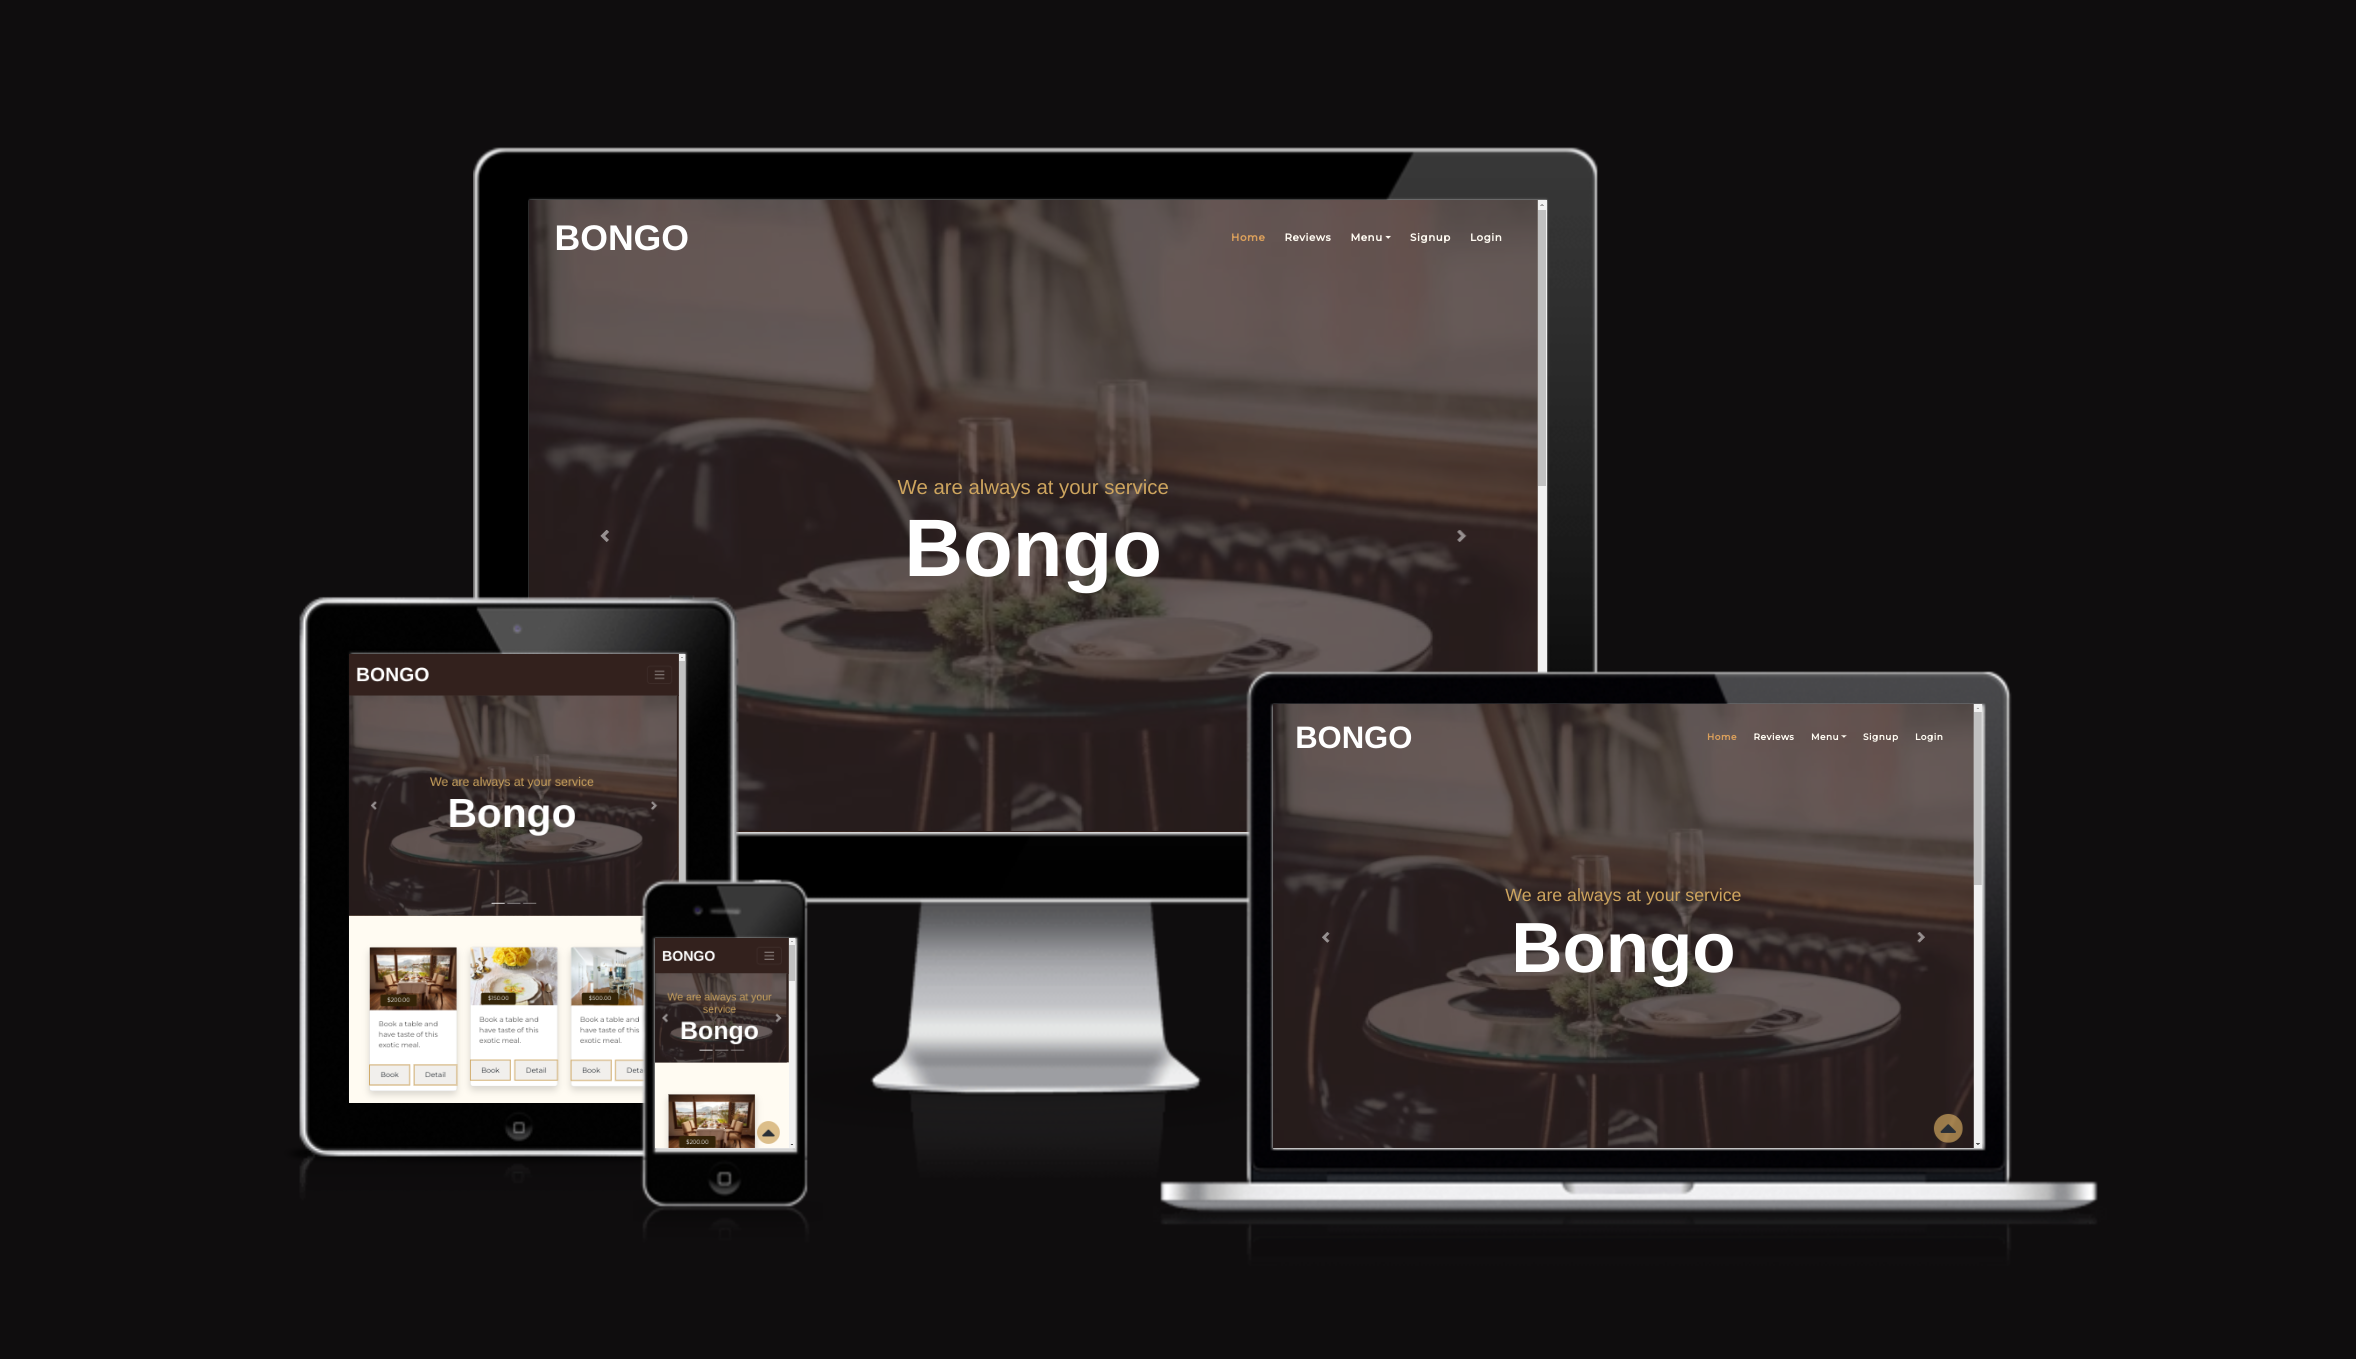 BONGO
Home Reviews Menu Signup Login
We are always at your service
Bongo
BONGO
We are always at your service
Bongo
$200.00 $150.00 $500.00
Book a table and Book a table and Book a table and
have taste of this have taste of this have taste of this
exotic meal. exotic meal. exotic meal.
Book Detail Book Detail Book Deta
BONGO
We are always at your
service
Bongo
$200.00
BONGO
Home Reviews Menu Signup Login
We are always at your service
Bongo